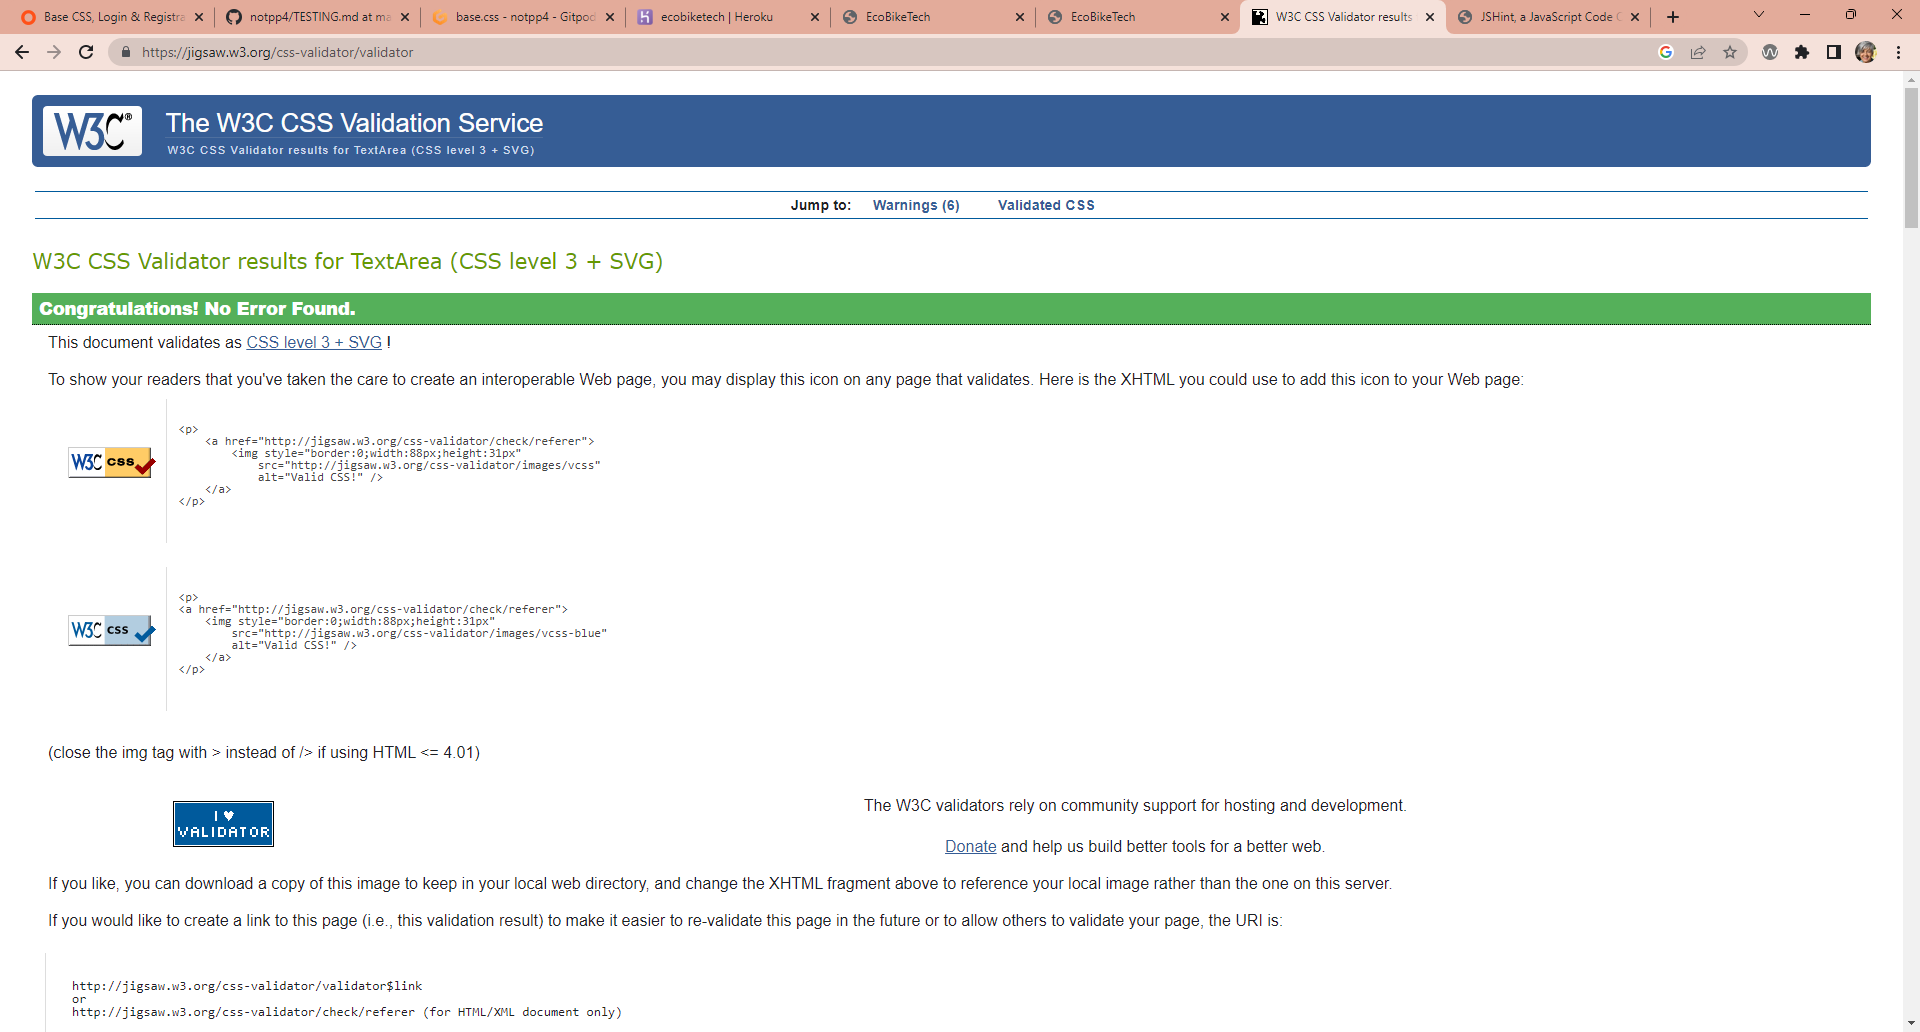 Base CSS, Login & Registra
notpp4/TESTING.md at ma
base.css - notpp4 - Gitpod
ecobiketech | Heroku
EcoBikeTech
EcoBikeTech
W3C CSS Validator results
JSHint, a JavaScript Code
https://jigsaw.w3.org/css-validator/validator
W3C®
The W3C CSS Validation Service
W3C CSS Validator results for TextArea (CSS level 3 + SVG)
Jump to: Warnings (6) Validated CSS
W3C CSS Validator results for TextArea (CSS level 3 + SVG)
Congratulations! No Error Found.
This document validates as CSS level 3 + SVG !
To show your readers that you've taken the care to create an interoperable Web page, you may display this icon on any page that validates. Here is the XHTML you could use to add this icon to your Web page:
W3C css
<p>
<a href="http://jigsaw.w3.org/css-validator/check/referer">
<img style="border:0;width:88px;height:31px"
src="http://jigsaw.w3.org/css-validator/images/vcss"
alt="Valid CSS!" />
</a>
</p>
W3C css
<p>
<a href="http://jigsaw.w3.org/css-validator/check/referer">
<img style="border:0;width:88px;height:31px"
src="http://jigsaw.w3.org/css-validator/images/vcss-blue"
alt="Valid CSS!" />
</a>
</p>
(close the img tag with > instead of /> if using HTML <= 4.01)
I ♥
VALIDATOR
The W3C validators rely on community support for hosting and development.
Donate and help us build better tools for a better web.
If you like, you can download a copy of this image to keep in your local web directory, and change the XHTML fragment above to reference your local image rather than the one on this server.
If you would like to create a link to this page (i.e., this validation result) to make it easier to re-validate this page in the future or to allow others to validate your page, the URI is:
http://jigsaw.w3.org/css-validator/validator$link
or
http://jigsaw.w3.org/css-validator/check/referer (for HTML/XML document only)